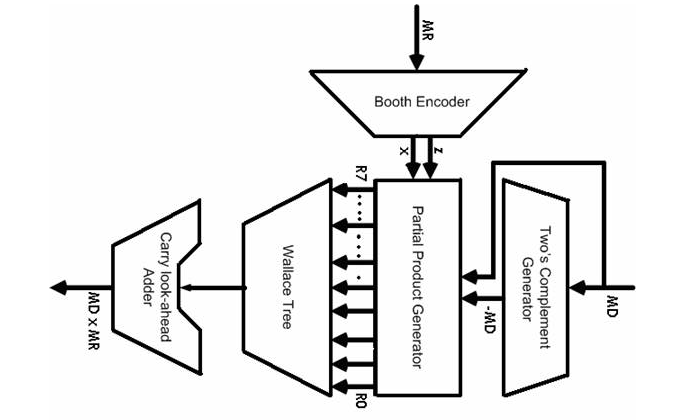 MR
Booth Encoder
X
Z
R7
.........
R0
MD
Two's Complement
Generator
-MD
Partial Product Generator
Wallace Tree
Carry look-ahead
Adder
MD x MR